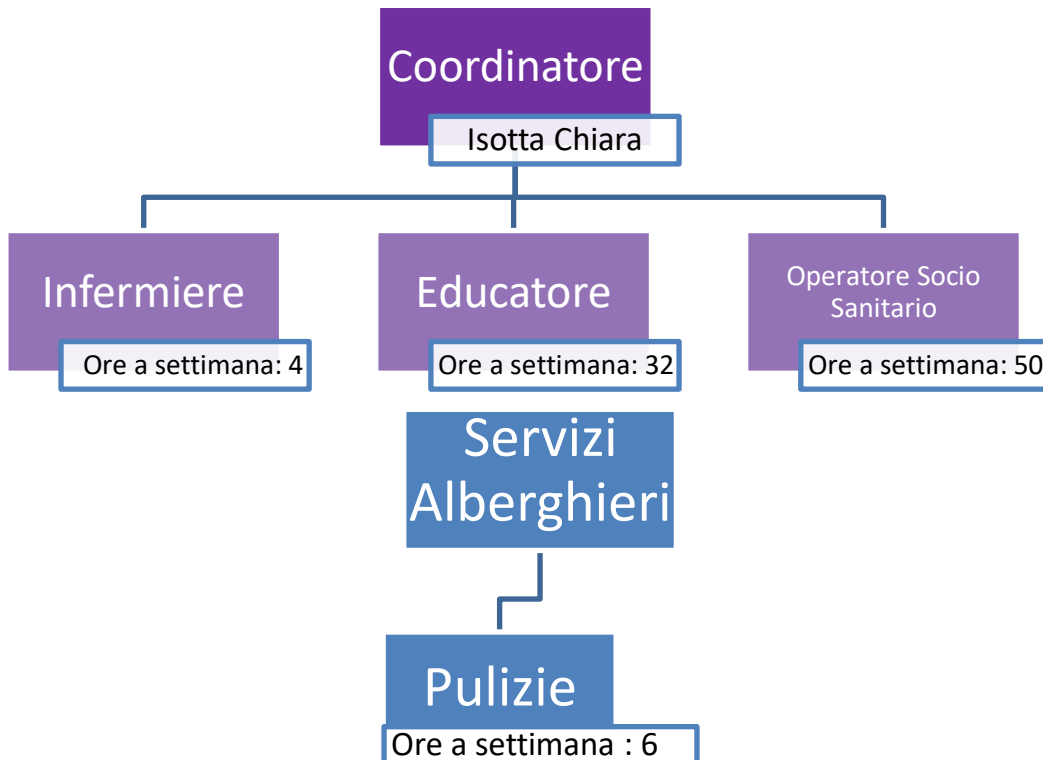 Coordinatore
Isotta Chiara
Infermiere
Ore a settimana: 4
Educatore
Ore a settimana: 32
Operatore Socio
Sanitario
Ore a settimana: 50
Servizi
Alberghieri
Pulizie
Ore a settimana : 6